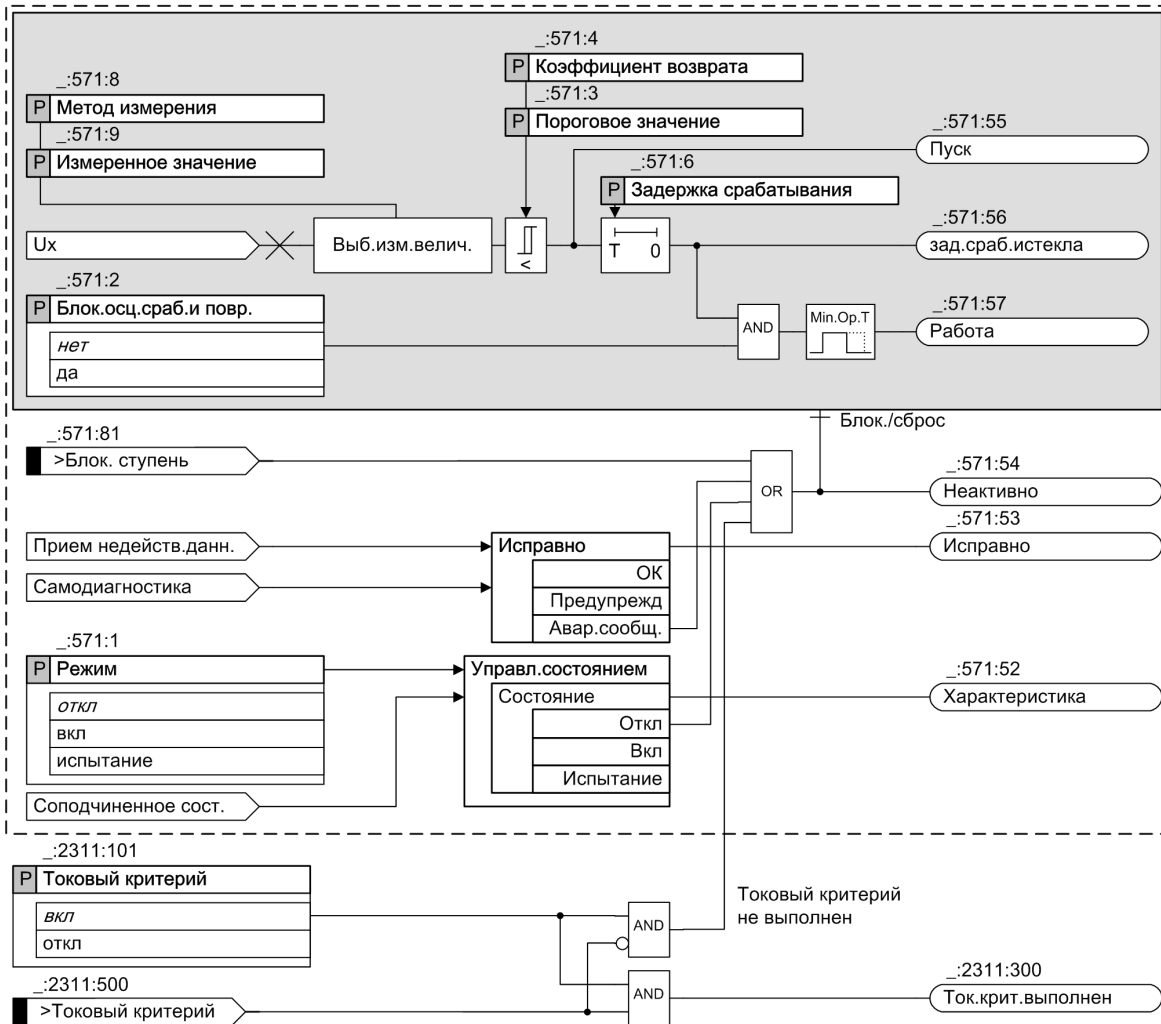 _:571:4
P Коэффициент возврата
_:571:8
P Метод измерения
_:571:3
P Пороговое значение
_:571:9
P Измеренное значение
_:571:55
Пуск
_:571:6
P Задержка срабатывания
Ux
Выб.изм.велич.
<
T 0
_:571:56
зад.сраб.истекла
_:571:2
P Блок.осц.сраб.и повр.
нет
да
AND
Min.Op.T
_:571:57
Работа
Блок./сброс
_:571:81
>Блок. ступень
OR
_:571:54
Неактивно
_:571:53
Исправно
Прием недейств.данн.
Самодиагностика
Исправно
ОК
Предупрежд
Авар.сообщ.
_:571:1
P Режим
откл
вкл
испытание
Соподчиненное сост.
Управл.состоянием
Состояние
Откл
Вкл
Испытание
_:571:52
Характеристика
_:2311:101
P Токовый критерий
вкл
откл
AND
Токовый критерий
не выполнен
_:2311:500
>Токовый критерий
AND
_:2311:300
Ток.крит.выполнен